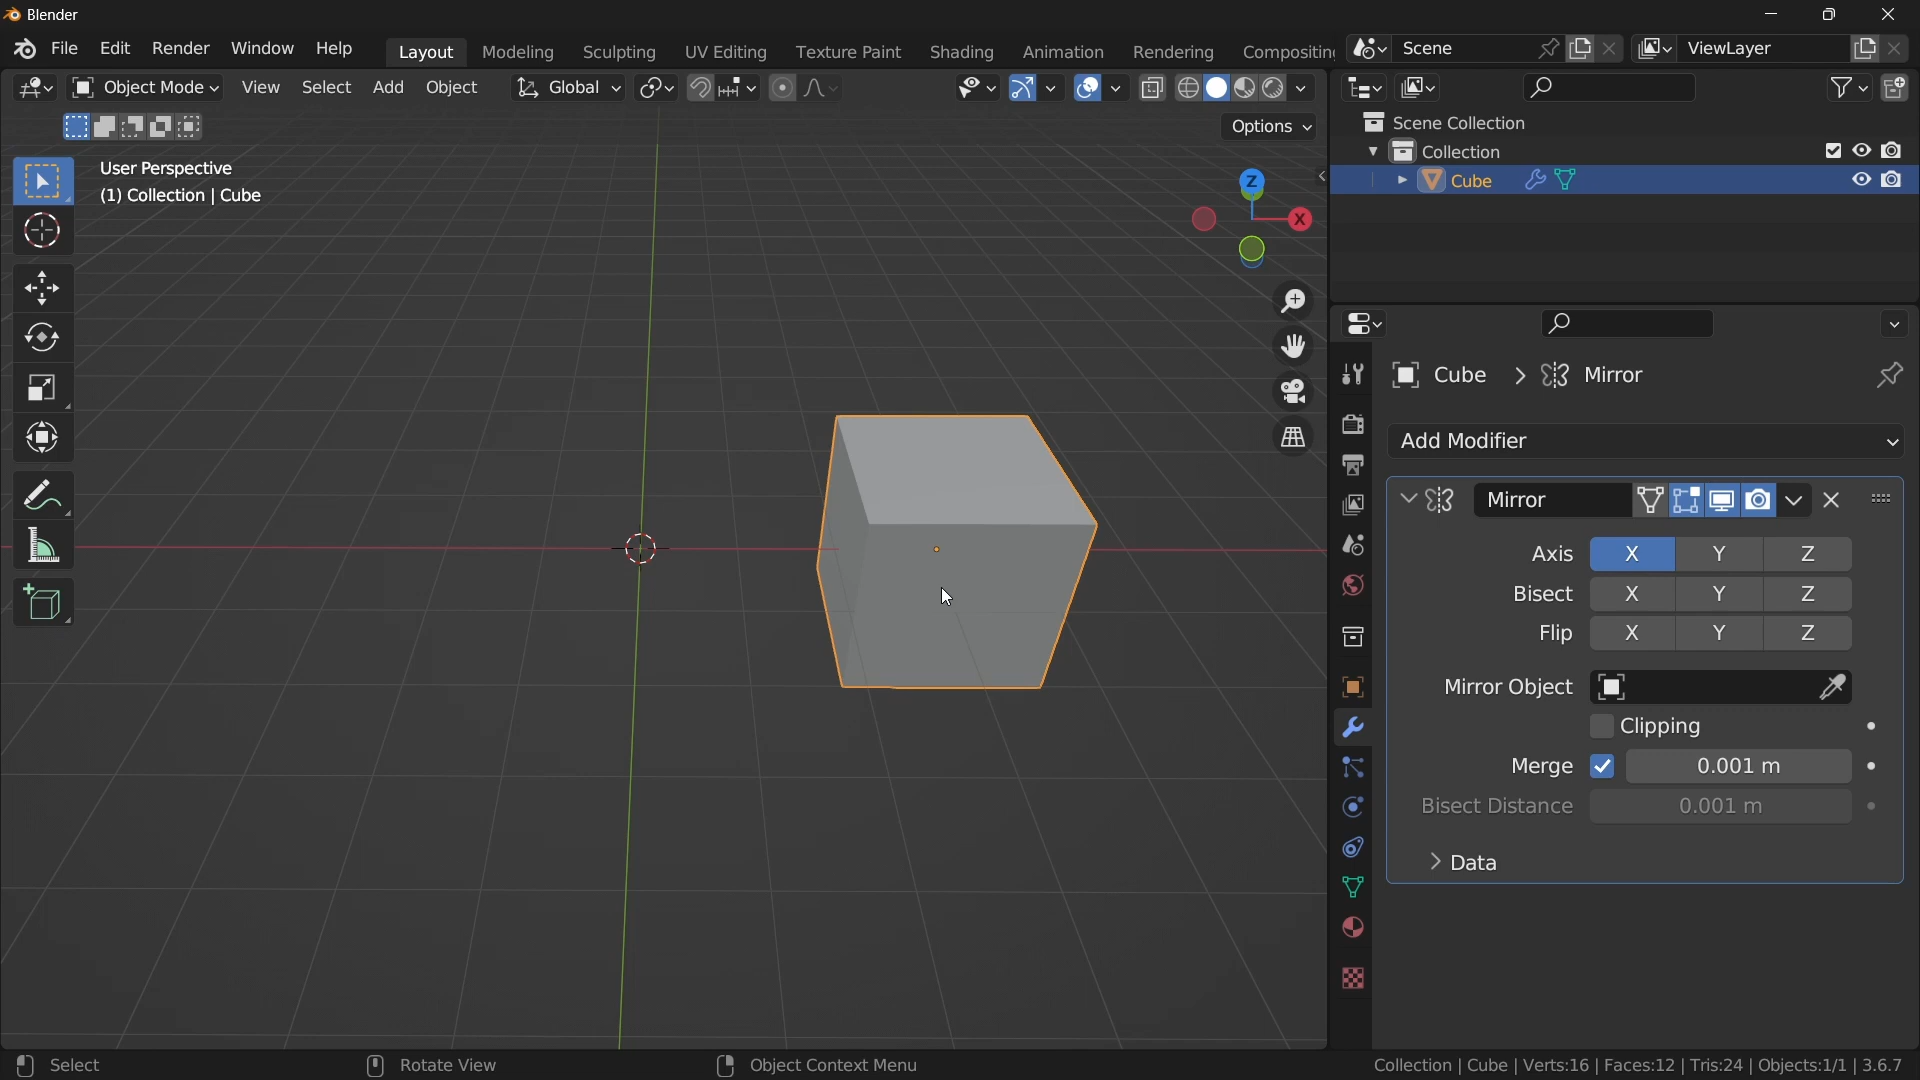 Blender
File Edit Render Window Help Layout Modeling Sculpting UV Editing Texture Paint Shading Animation Rendering Compositin Scene ViewLayer
Object Mode View Select Add Object Global
Options
User Perspective
(1) Collection | Cube
Z
X
Scene Collection
Collection
Cube
Cube Mirror
Add Modifier
Mirror
Axis X Y Z
Bisect X Y Z
Flip X Y Z
Mirror Object
Clipping
Merge 0.001 m
Bisect Distance 0.001 m
Data
Select Rotate View Object Context Menu Collection | Cube | Verts:16 | Faces:12 | Tris:24 | Objects:1/1 | 3.6.7